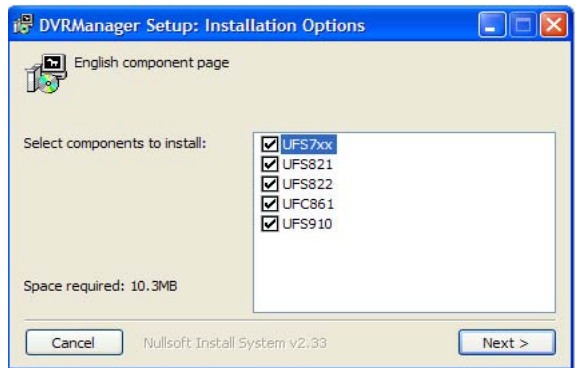 DVRManager Setup: Installation Options
English component page
Select components to install:
UFS7xx
UFS821
UFS822
UFC861
UFS910
Space required: 10.3MB
Cancel
Nullsoft Install System v2.33
Next >